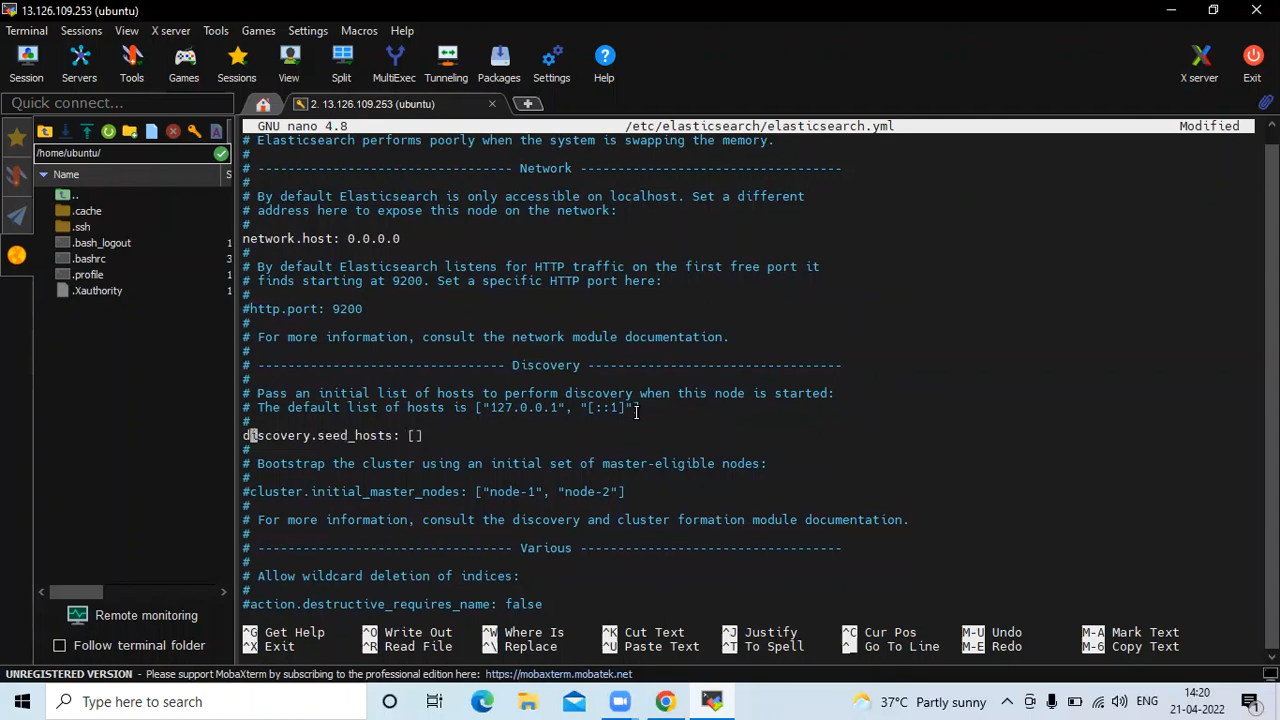 13.126.109.253 (ubuntu)
Terminal Sessions View X server Tools Games Settings Macros Help
Session Servers Tools Games Sessions View Split MultiExec Tunneling Packages Settings Help X server Exit
Quick connect...
2. 13.126.109.253 (ubuntu)
/home/ubuntu/
Name S
..
.cache
.ssh
.bash_logout 1
.bashrc 3
.profile 1
.Xauthority 1
Remote monitoring
Follow terminal folder
GNU nano 4.8 /etc/elasticsearch/elasticsearch.yml Modified
# Elasticsearch performs poorly when the system is swapping the memory.
#
# ---------------------------------- Network -----------------------------------
#
# By default Elasticsearch is only accessible on localhost. Set a different
# address here to expose this node on the network:
#
network.host: 0.0.0.0
#
# By default Elasticsearch listens for HTTP traffic on the first free port it
# finds starting at 9200. Set a specific HTTP port here:
#
#http.port: 9200
#
# For more information, consult the network module documentation.
#
# ---------------------------------- Discovery ----------------------------------
#
# Pass an initial list of hosts to perform discovery when this node is started:
# The default list of hosts is ["127.0.0.1", "[::1]"]
#
discovery.seed_hosts: []
#
# Bootstrap the cluster using an initial set of master-eligible nodes:
#
#cluster.initial_master_nodes: ["node-1", "node-2"]
#
# For more information, consult the discovery and cluster formation module documentation.
#
# ---------------------------------- Various -----------------------------------
#
# Allow wildcard deletion of indices:
#
#action.destructive_requires_name: false
^G Get Help ^O Write Out ^W Where Is ^K Cut Text ^J Justify ^C Cur Pos M-U Undo M-A Mark Text
^X Exit ^R Read File ^\ Replace ^U Paste Text ^T To Spell ^_ Go To Line M-E Redo M-6 Copy Text
UNREGISTERED VERSION - Please support MobaXterm by subscribing to the professional edition here: https://mobaxterm.mobatek.net
Type here to search
37°C Partly sunny
ENG
14:20
21-04-2022
1